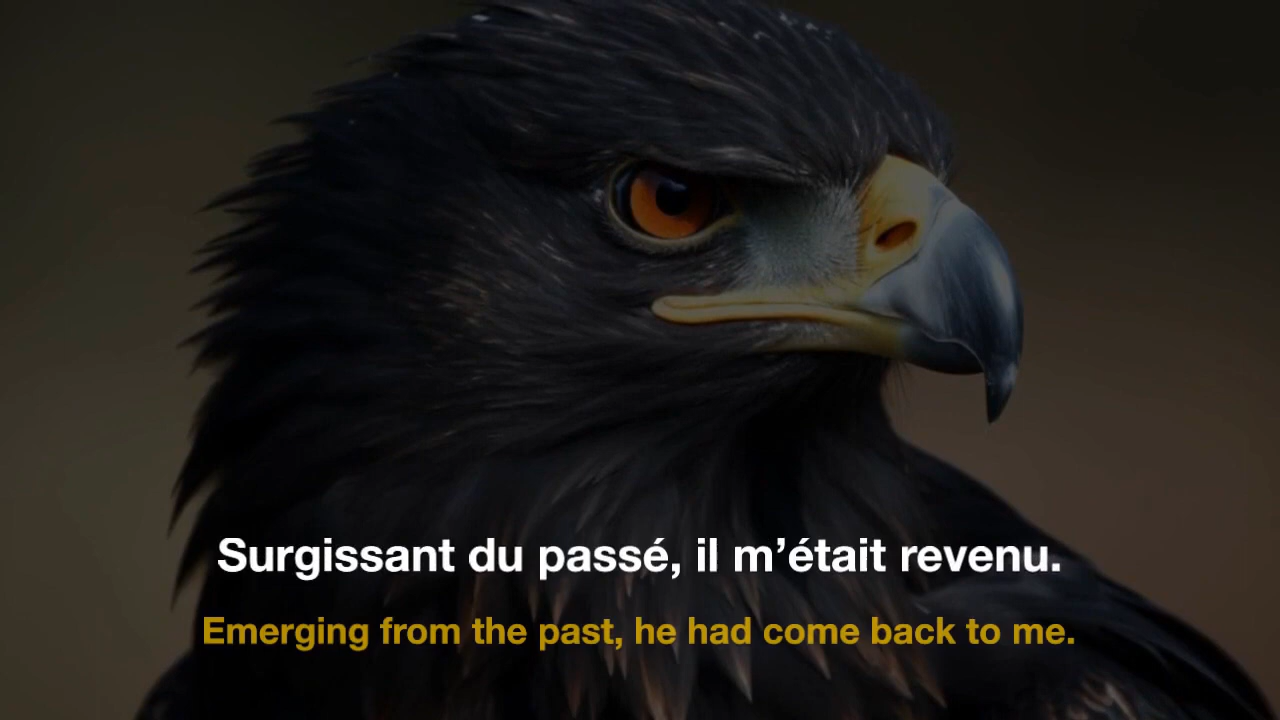 Surgissant du passé, il m’était revenu.
Emerging from the past, he had come back to me.